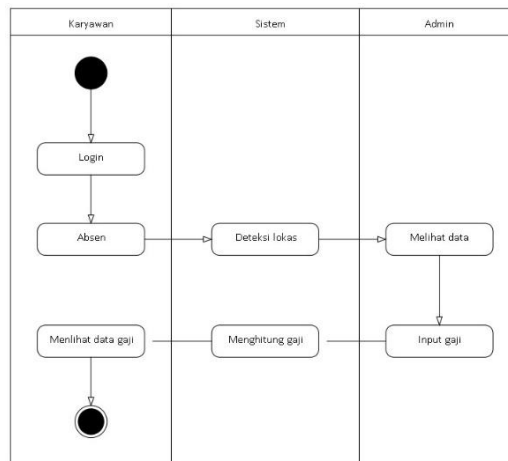 Karyawan Sistem Admin
Login
Absen Deteksi lokas Melihat data
Menlihat data gaji Menghitung gaji Input gaji